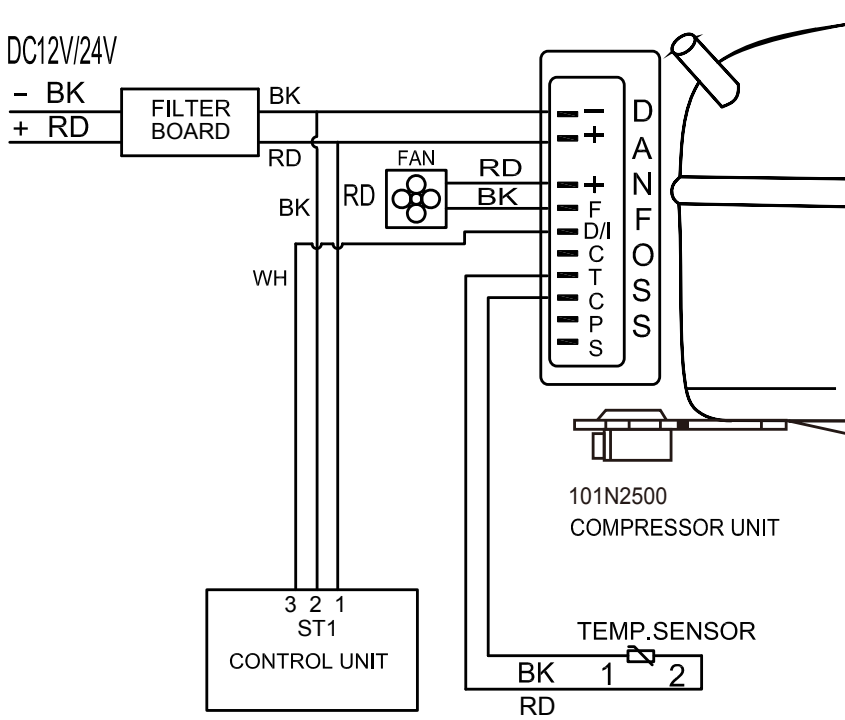 DC12V/24V
− BK
+ RD
FILTER
BOARD
BK
RD
BK
WH
FAN
RD
RD
BK
−
+
+
F
D/I
C
T
C
P
S
DANFOSS
101N2500
COMPRESSOR UNIT
3 2 1
ST1
CONTROL UNIT
TEMP.SENSOR
BK 1 2
RD